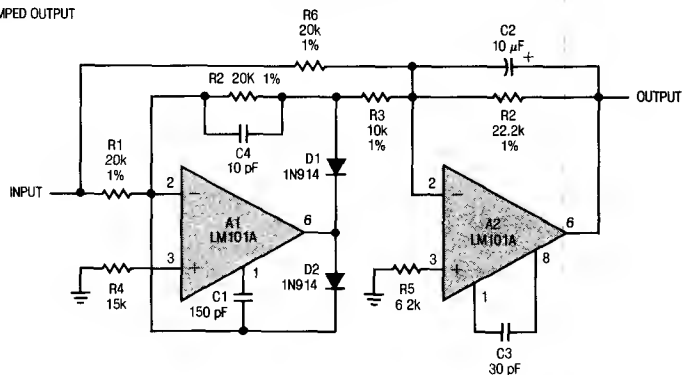 MPED OUTPUT
R6
20k
1%
C2
10 µF
+
R2 20K 1%
R3
10k
1%
R2
22.2k
1%
OUTPUT
C4
10 pF
R1
20k
1%
D1
1N914
INPUT
2
−
A1
LM101A
6
3
+
1
R4
15k
C1
150 pF
D2
1N914
2
−
A2
LM101A
6
8
3
+
1
R5
6 2k
C3
30 pF